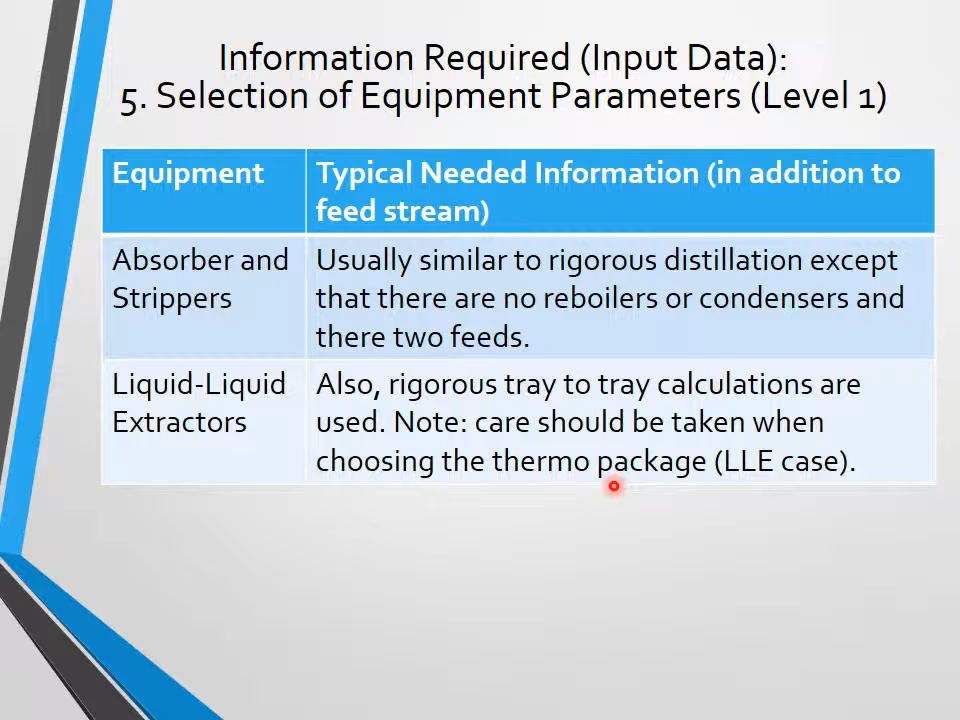 Information Required (Input Data):
5. Selection of Equipment Parameters (Level 1)
Equipment
Typical Needed Information (in addition to
feed stream)
Absorber and
Strippers
Usually similar to rigorous distillation except
that there are no reboilers or condensers and
there two feeds.
Liquid-Liquid
Extractors
Also, rigorous tray to tray calculations are
used. Note: care should be taken when
choosing the thermo package (LLE case).